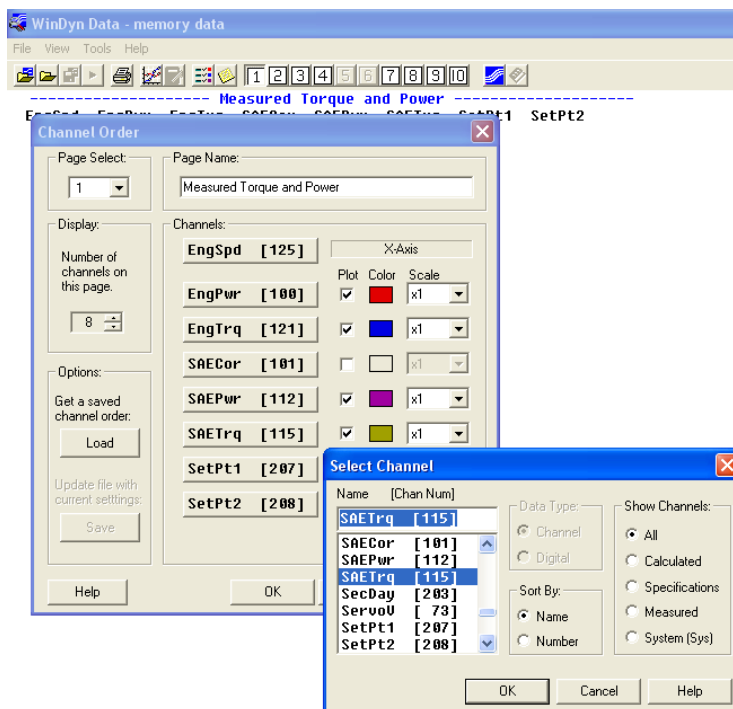 WinDyn Data - memory data
File View Tools Help
1 2 3 4 5 6 7 8 9 10
-------------------- Measured Torque and Power --------------------
SetPt2
Channel Order
Page Select:
1
Page Name:
Measured Torque and Power
Display:
Number of
channels on
this page.
8
Options:
Get a saved
channel order:
Load
Update file with
current setttings:
Save
Help
Channels:
EngSpd [125] X-Axis
Plot Color Scale
EngPwr [100] x1
EngTrq [121] x1
SAECor [101] x1
SAEPwr [112] x1
SAETrq [115] x1
SetPt1 [207]
SetPt2 [208]
OK
Select Channel
Name [Chan Num]
SAETrq [115]
SAECor [101]
SAEPwr [112]
SAETrq [115]
SecDay [203]
ServoV [ 73]
SetPt1 [207]
SetPt2 [208]
Data Type:
Channel
Digital
Sort By:
Name
Number
Show Channels:
All
Calculated
Specifications
Measured
System (Sys)
OK Cancel Help